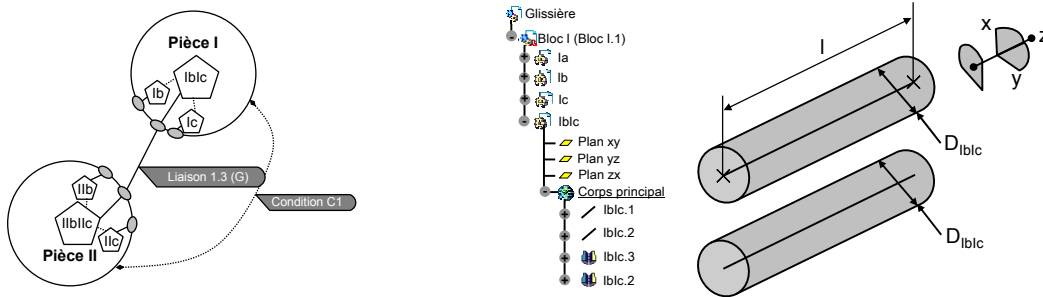 Pièce I
IbIc
Ib
Ic
Liaison 1.3 (G)
Condition C1
IIb
IIbIIc
IIc
Pièce II
Glissière
Bloc I (Bloc I.1)
Ia
Ib
Ic
IbIc
Plan xy
Plan yz
Plan zx
Corps principal
IbIc.1
IbIc.2
IbIc.3
IbIc.2
l
x
z
y
DIbIc
DIbIc